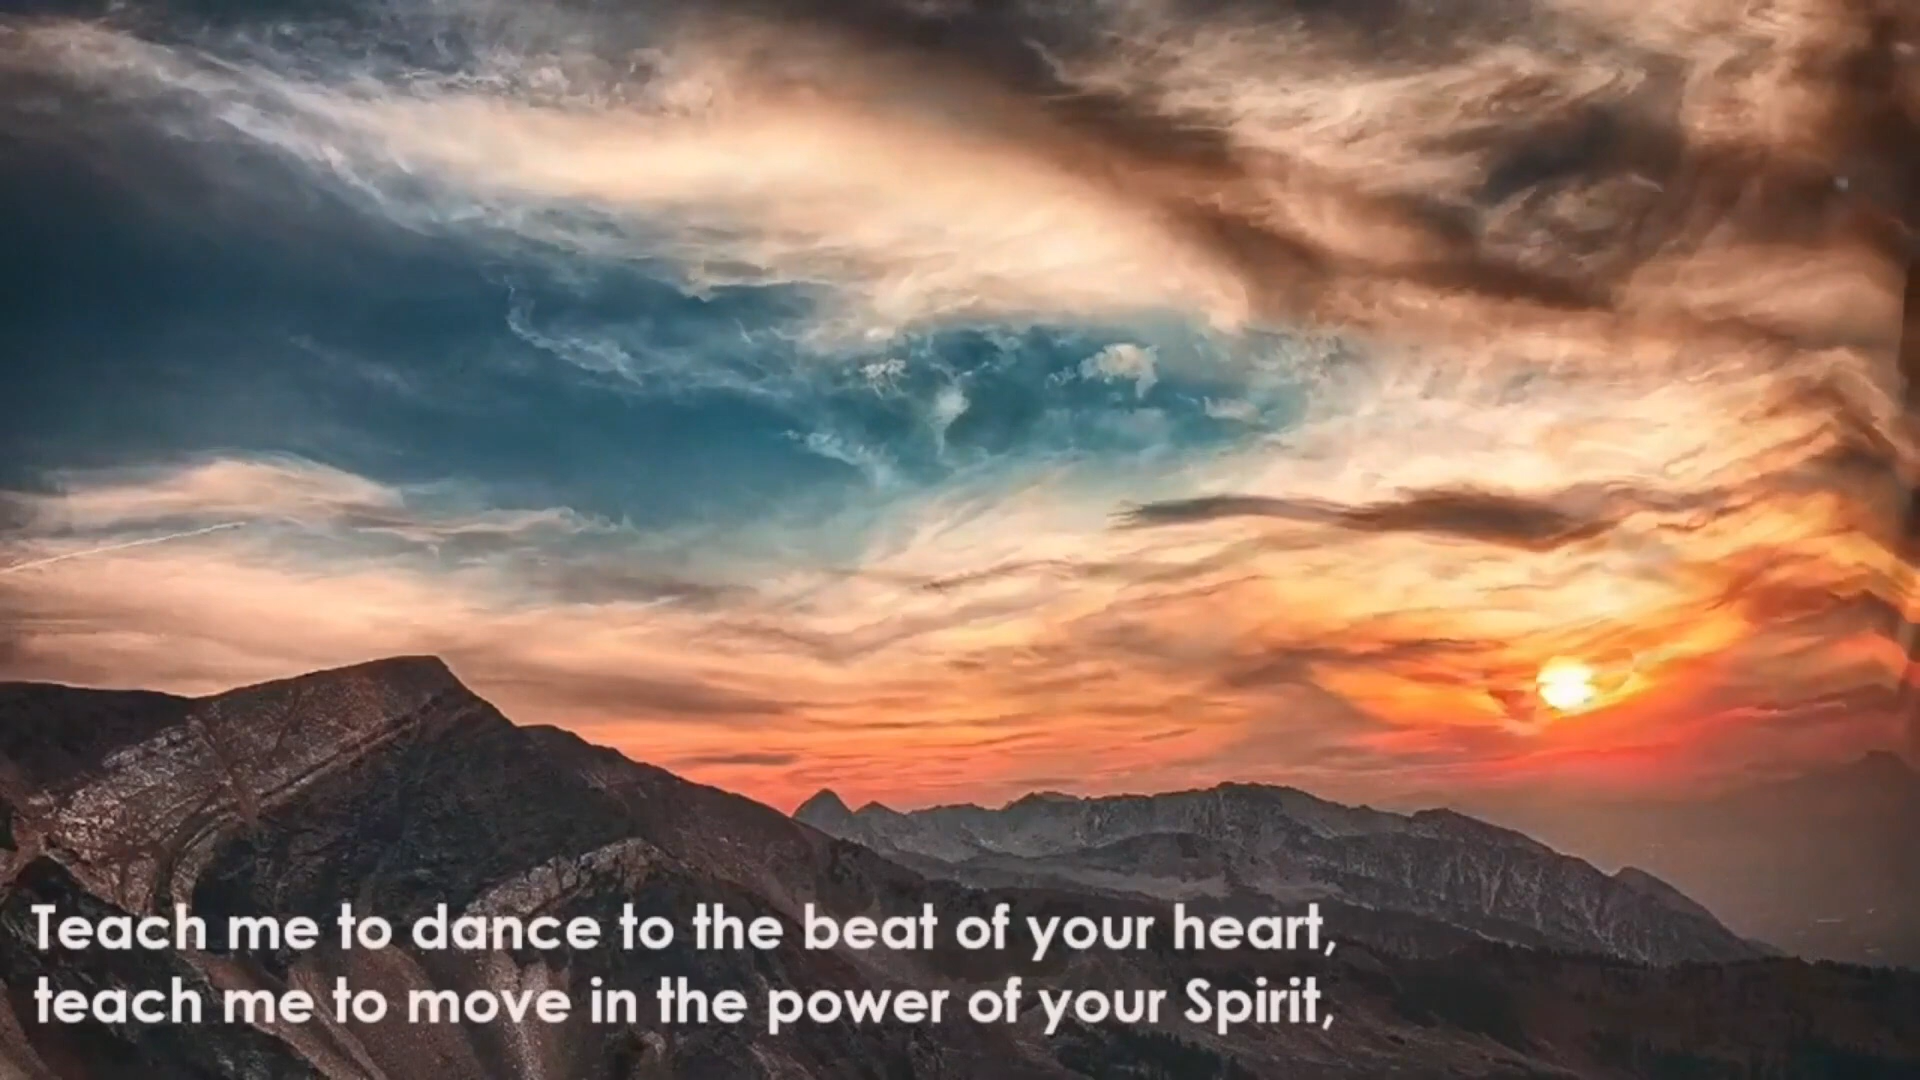 Teach me to dance to the beat of your heart,
teach me to move in the power of your Spirit,